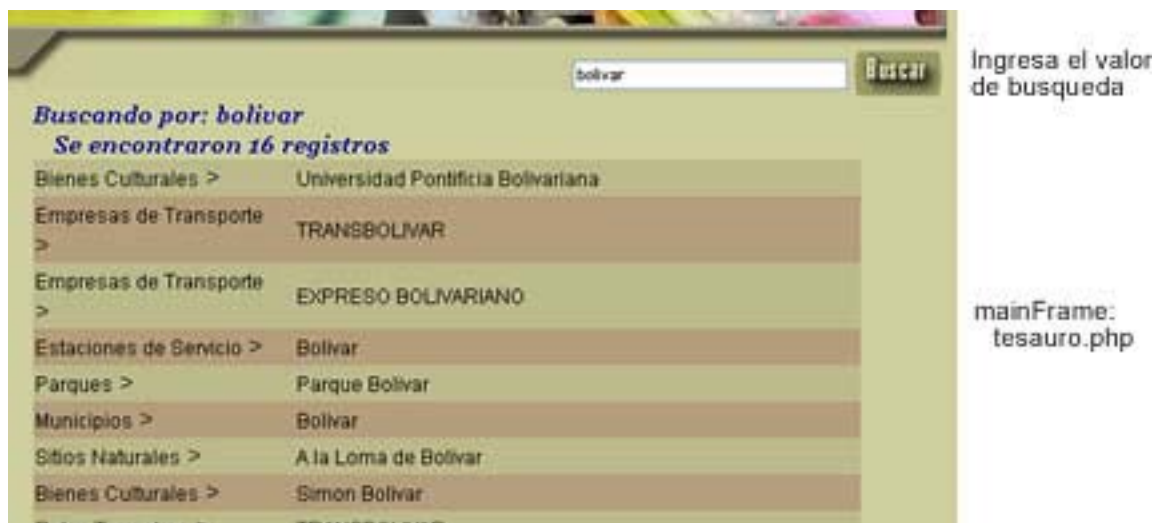 bolivar
Buscar
Ingresa el valor
de busqueda
Buscando por: bolivar
Se encontraron 16 registros
Bienes Culturales > Universidad Pontificia Bolivariana
Empresas de Transporte
> TRANSBOLIVAR
Empresas de Transporte
> EXPRESO BOLIVARIANO
mainFrame:
tesauro.php
Estaciones de Servicio > Bolivar
Parques > Parque Bolivar
Municipios > Bolivar
Sitios Naturales > A la Loma de Bolivar
Bienes Culturales > Simon Bolivar